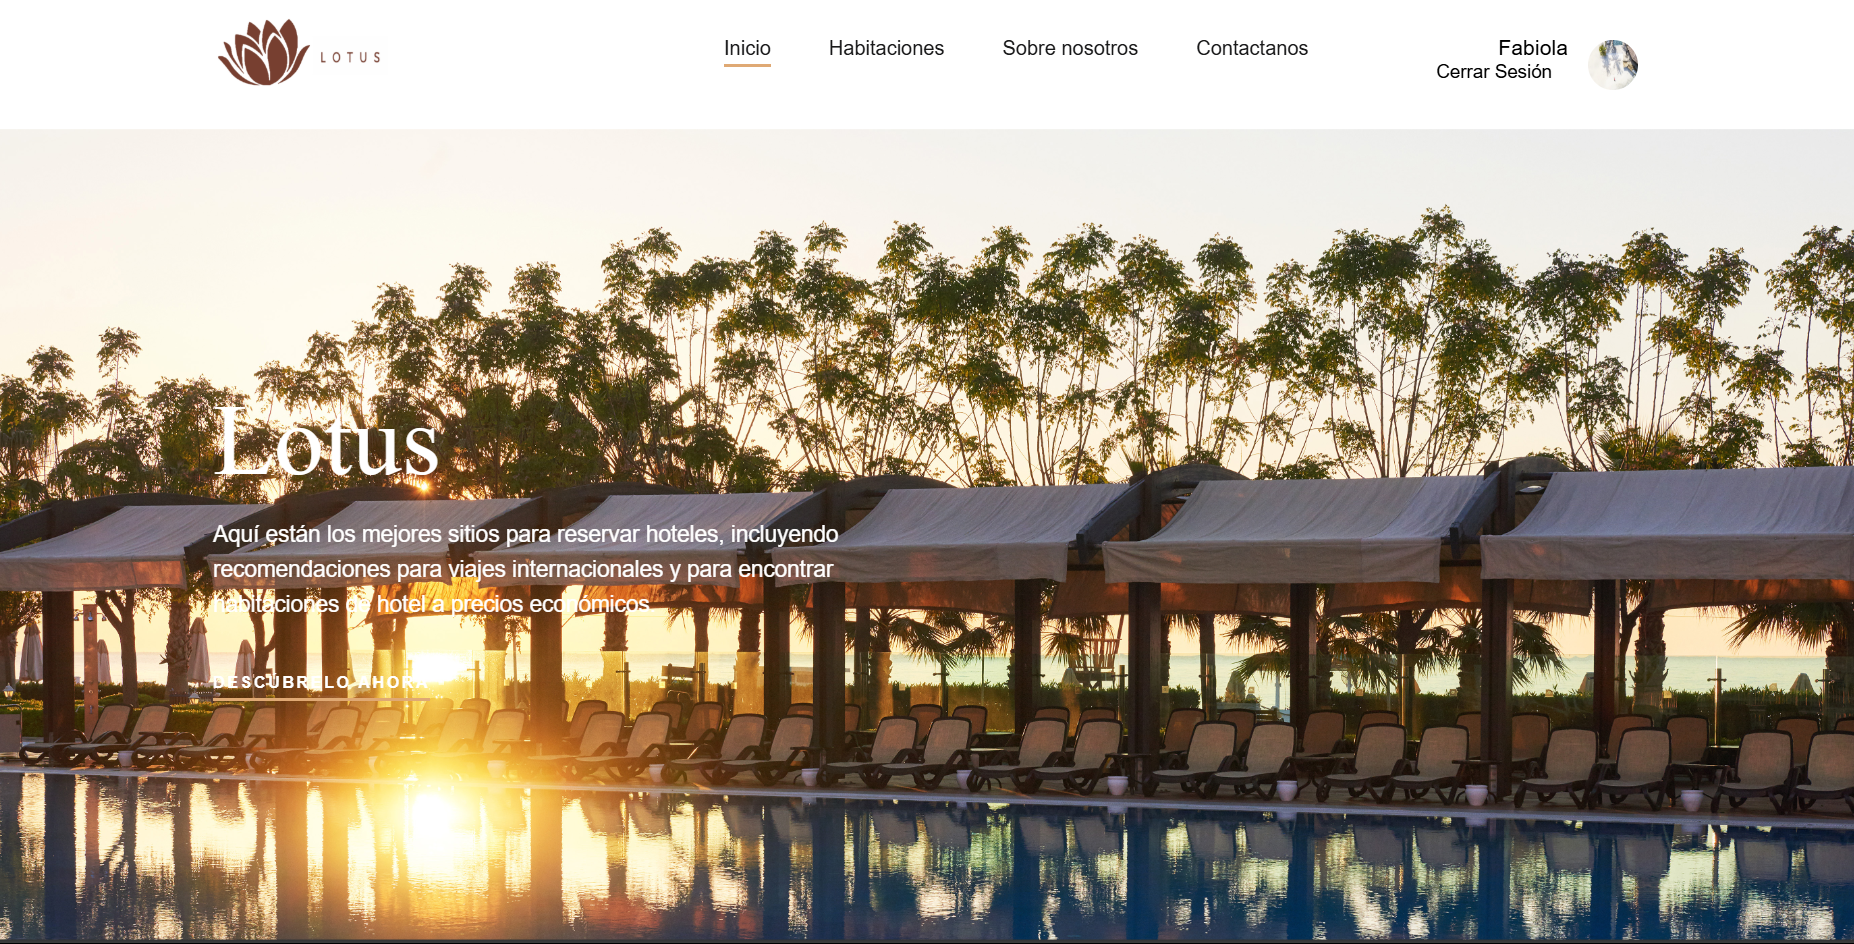 LOTUS
Inicio
Habitaciones
Sobre nosotros
Contactanos
Fabiola
Cerrar Sesión
Lotus
Aquí están los mejores sitios para reservar hoteles, incluyendo
recomendaciones para viajes internacionales y para encontrar
habitaciones de hotel a precios económicos
DESCÚBRELO AHORA